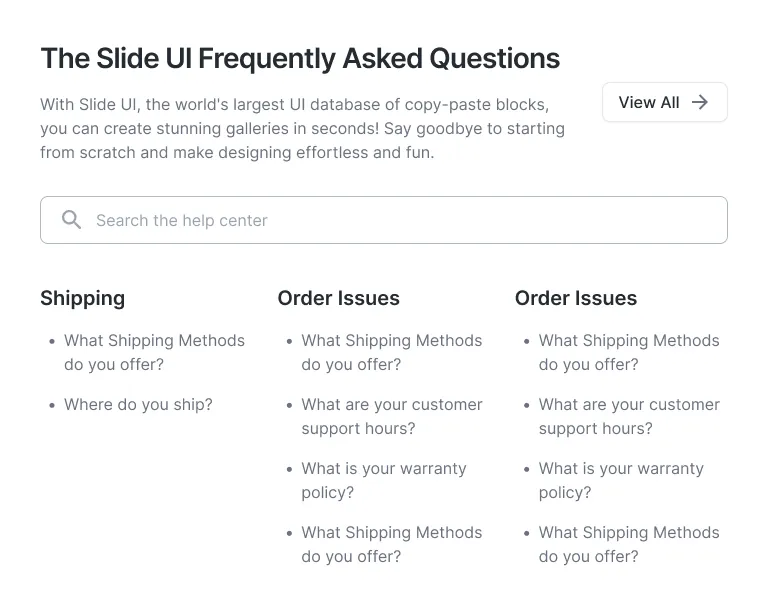 The Slide UI Frequently Asked Questions
With Slide UI, the world's largest UI database of copy-paste blocks,
you can create stunning galleries in seconds! Say goodbye to starting
from scratch and make designing effortless and fun.
View All
Search the help center
Shipping
• What Shipping Methods
do you offer?
• Where do you ship?
Order Issues
• What Shipping Methods
do you offer?
• What are your customer
support hours?
• What is your warranty
policy?
• What Shipping Methods
do you offer?
Order Issues
• What Shipping Methods
do you offer?
• What are your customer
support hours?
• What is your warranty
policy?
• What Shipping Methods
do you offer?